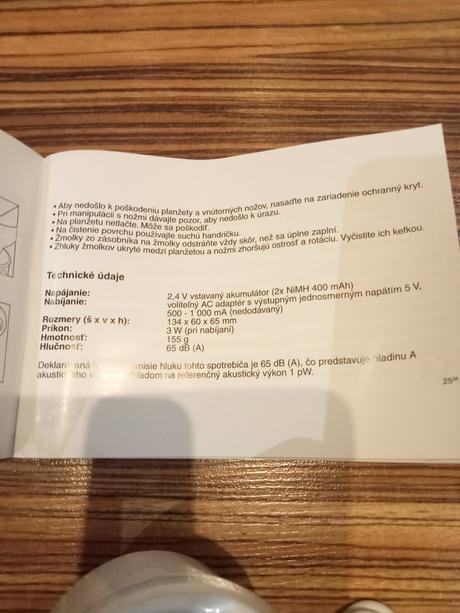 • Aby nedošlo k poškodeniu planžety a vnútorných nožov, nasaďte na zariadenie ochranný kryt.
• Pri manipulácii s nožmi dávajte pozor, aby nedošlo k úrazu.
• Na planžetu netlačte. Môže sa poškodiť.
• Na čistenie povrchu používajte suchú handričku.
• Žmolky zo zásobníka na žmolky odstráňte vždy skôr, než sa úplne zaplní.
• Zhluky žmolkov ukryté medzi planžetou a nožmi zhoršujú ostrosť a rotáciu. Vyčistite ich kefkou.
Technické údaje
Napájanie: 2,4 V vstavaný akumulátor (2x NiMH 400 mAh)
Nabíjanie: voliteľný AC adaptér s výstupným jednosmerným napätím 5 V,
500 - 1 000 mA (nedodávaný)
Rozmery (š x v x h): 134 x 60 x 65 mm
Príkon: 3 W (pri nabíjaní)
Hmotnosť: 155 g
Hlučnosť: 65 dB (A)
hluku tohto spotrebiča je 65 dB (A), čo predstavuje hladinu A
na referenčný akustický výkon 1 pW.
25SK